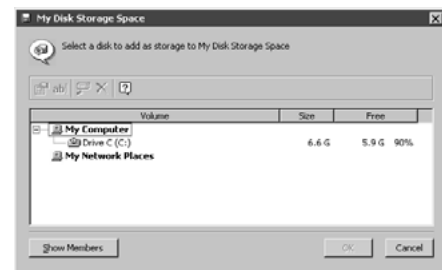 My Disk Storage Space
Select a disk to add as storage to My Disk Storage Space
ab
Volume Size Free
My Computer
Drive C (C:) 6.6 G 5.9 G 90%
My Network Places
Show Members OK Cancel